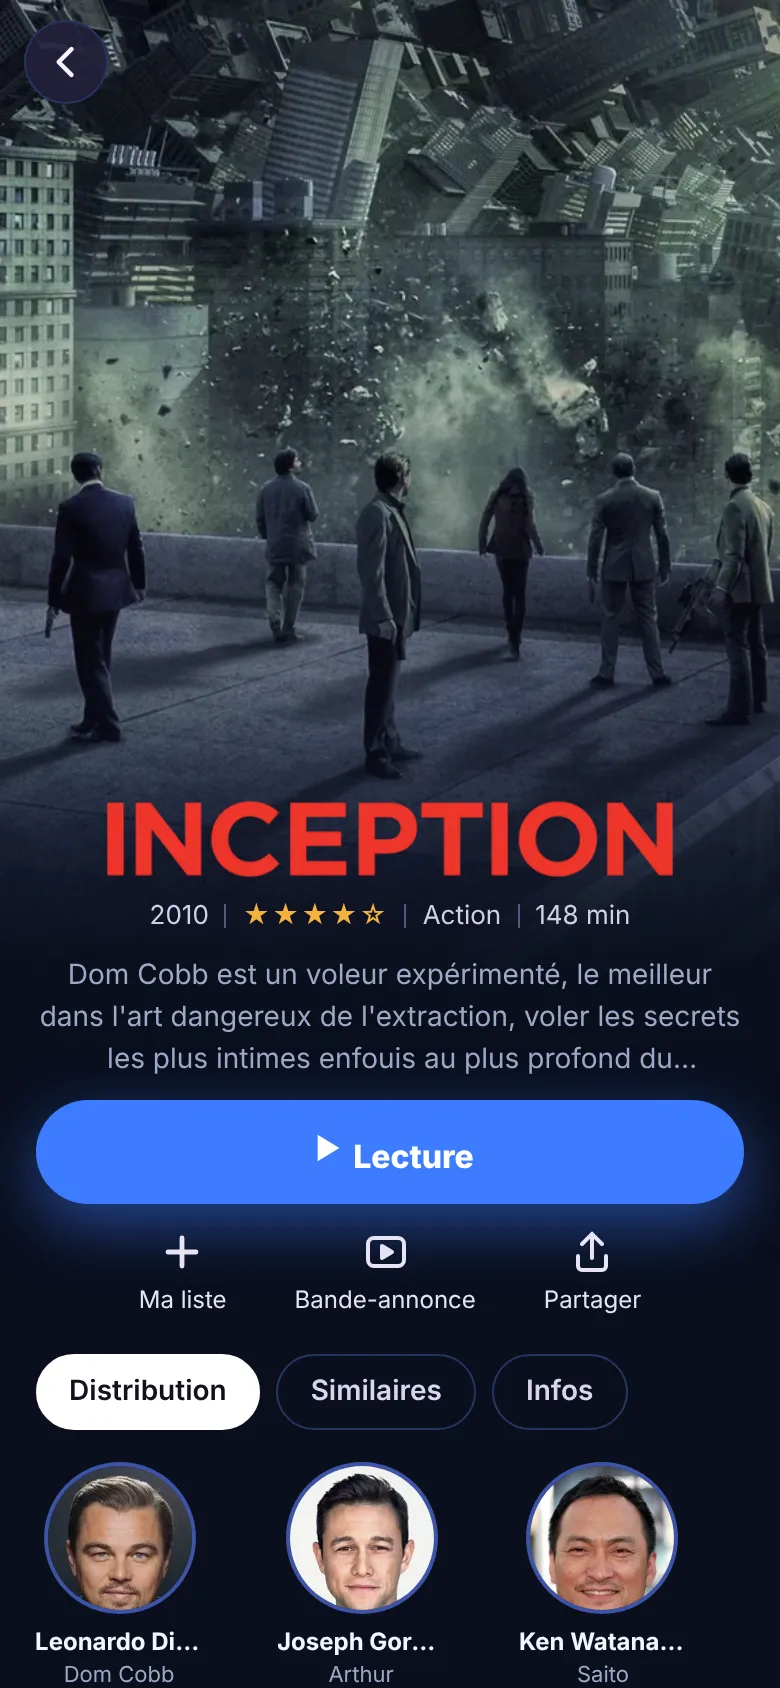 INCEPTION
2010 | ★★★★☆ | Action | 148 min
Dom Cobb est un voleur expérimenté, le meilleur
dans l'art dangereux de l'extraction, voler les secrets
les plus intimes enfouis au plus profond du...
Lecture
Ma liste Bande-annonce Partager
Distribution Similaires Infos
Leonardo Di... Joseph Gor... Ken Watana...
Dom Cobb Arthur Saito